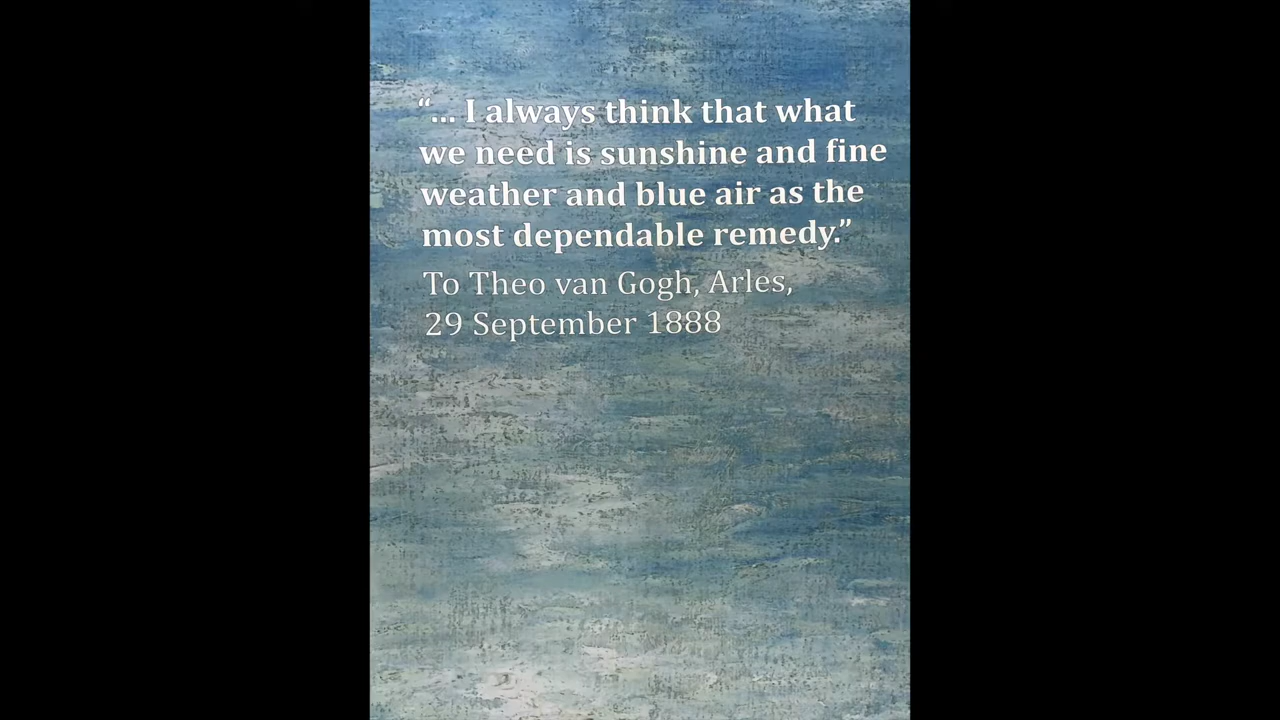 “... I always think that what
we need is sunshine and fine
weather and blue air as the
most dependable remedy.”
To Theo van Gogh, Arles,
29 September 1888